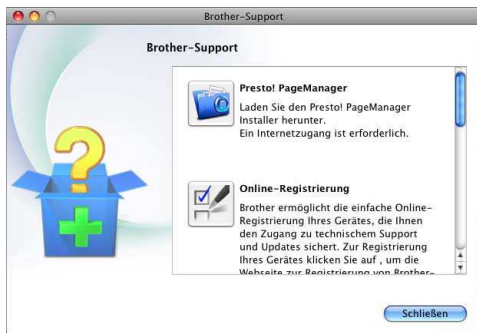 Brother-Support
Brother-Support
Presto! PageManager
Laden Sie den Presto! PageManager
Installer herunter.
Ein Internetzugang ist erforderlich.
Online-Registrierung
Brother ermöglicht die einfache Online-
Registrierung Ihres Gerätes, die Ihnen
den Zugang zu technischem Support
und Updates sichert. Zur Registrierung
Ihres Gerätes klicken Sie auf , um die
Webseite zur Registrierung von Brother-
Schließen